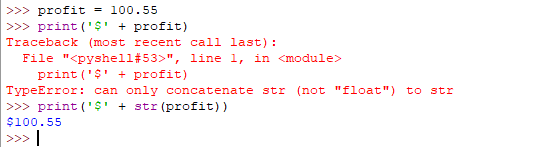 >>> profit = 100.55
>>> print('$' + profit)
Traceback (most recent call last):
  File "<pyshell#53>", line 1, in <module>
    print('$' + profit)
TypeError: can only concatenate str (not "float") to str
>>> print('$' + str(profit))
$100.55
>>>